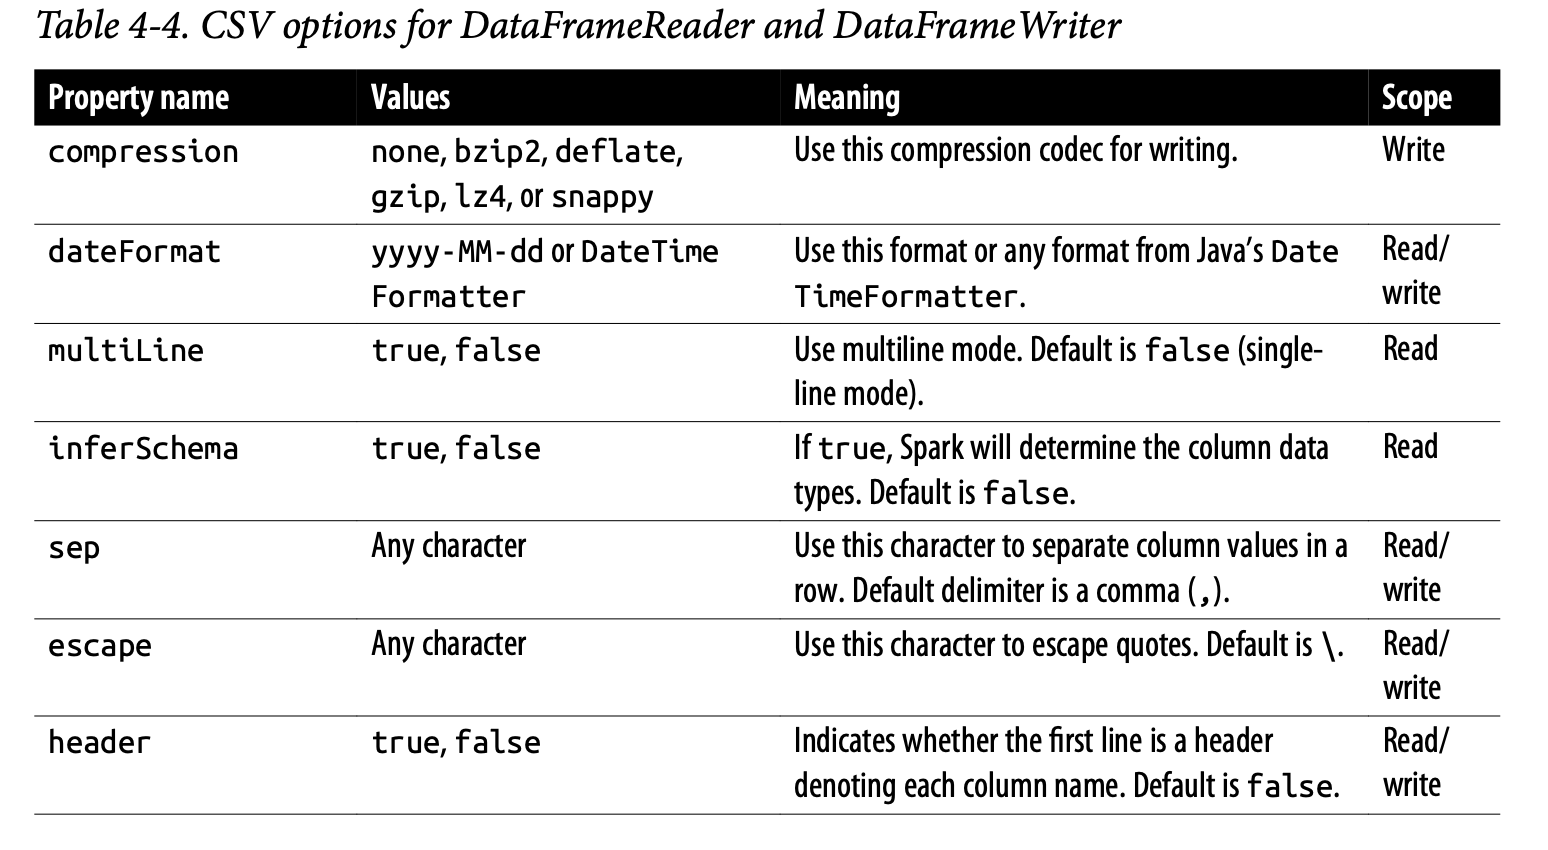 Table 4-4. CSV options for DataFrameReader and DataFrameWriter
Property name Values Meaning Scope
compression none, bzip2, deflate, Use this compression codec for writing. Write
gzip, lz4, or snappy
dateFormat yyyy-MM-dd or DateTime Use this format or any format from Java’s Date Read/
Formatter TimeFormatter. write
multiLine true, false Use multiline mode. Default is false (single- Read
line mode).
inferSchema true, false If true, Spark will determine the column data Read
types. Default is false.
sep Any character Use this character to separate column values in a Read/
row. Default delimiter is a comma (,). write
escape Any character Use this character to escape quotes. Default is \. Read/
write
header true, false Indicates whether the first line is a header Read/
denoting each column name. Default is false. write